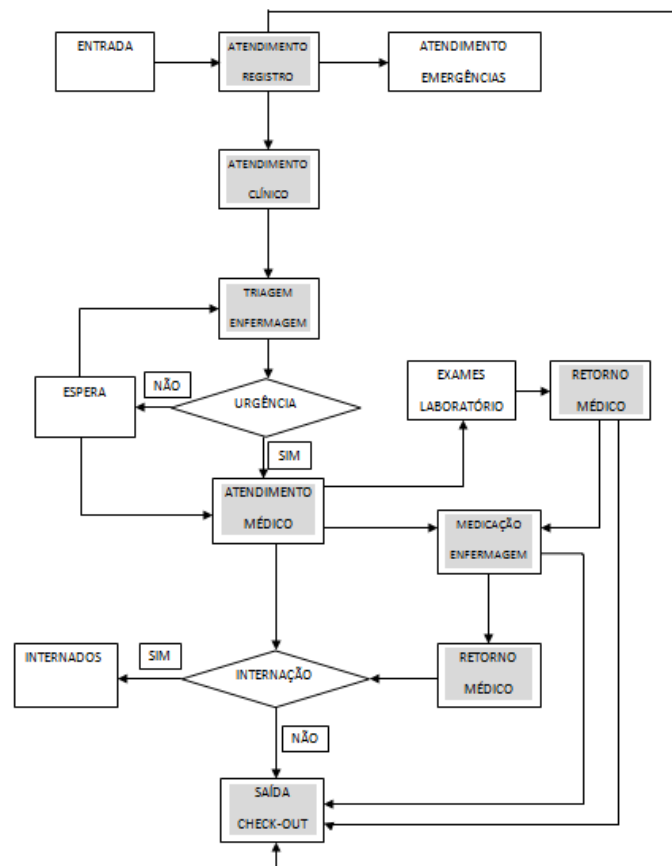 ENTRADA
ATENDIMENTO
REGISTRO
ATENDIMENTO
EMERGÊNCIAS
ATENDIMENTO
CLÍNICO
TRIAGEM
ENFERMAGEM
ESPERA
NÃO
URGÊNCIA
EXAMES
LABORATÓRIO
RETORNO
MÉDICO
SIM
ATENDIMENTO
MÉDICO
MEDICAÇÃO
ENFERMAGEM
INTERNADOS
SIM
INTERNAÇÃO
RETORNO
MÉDICO
NÃO
SAÍDA
CHECK-OUT